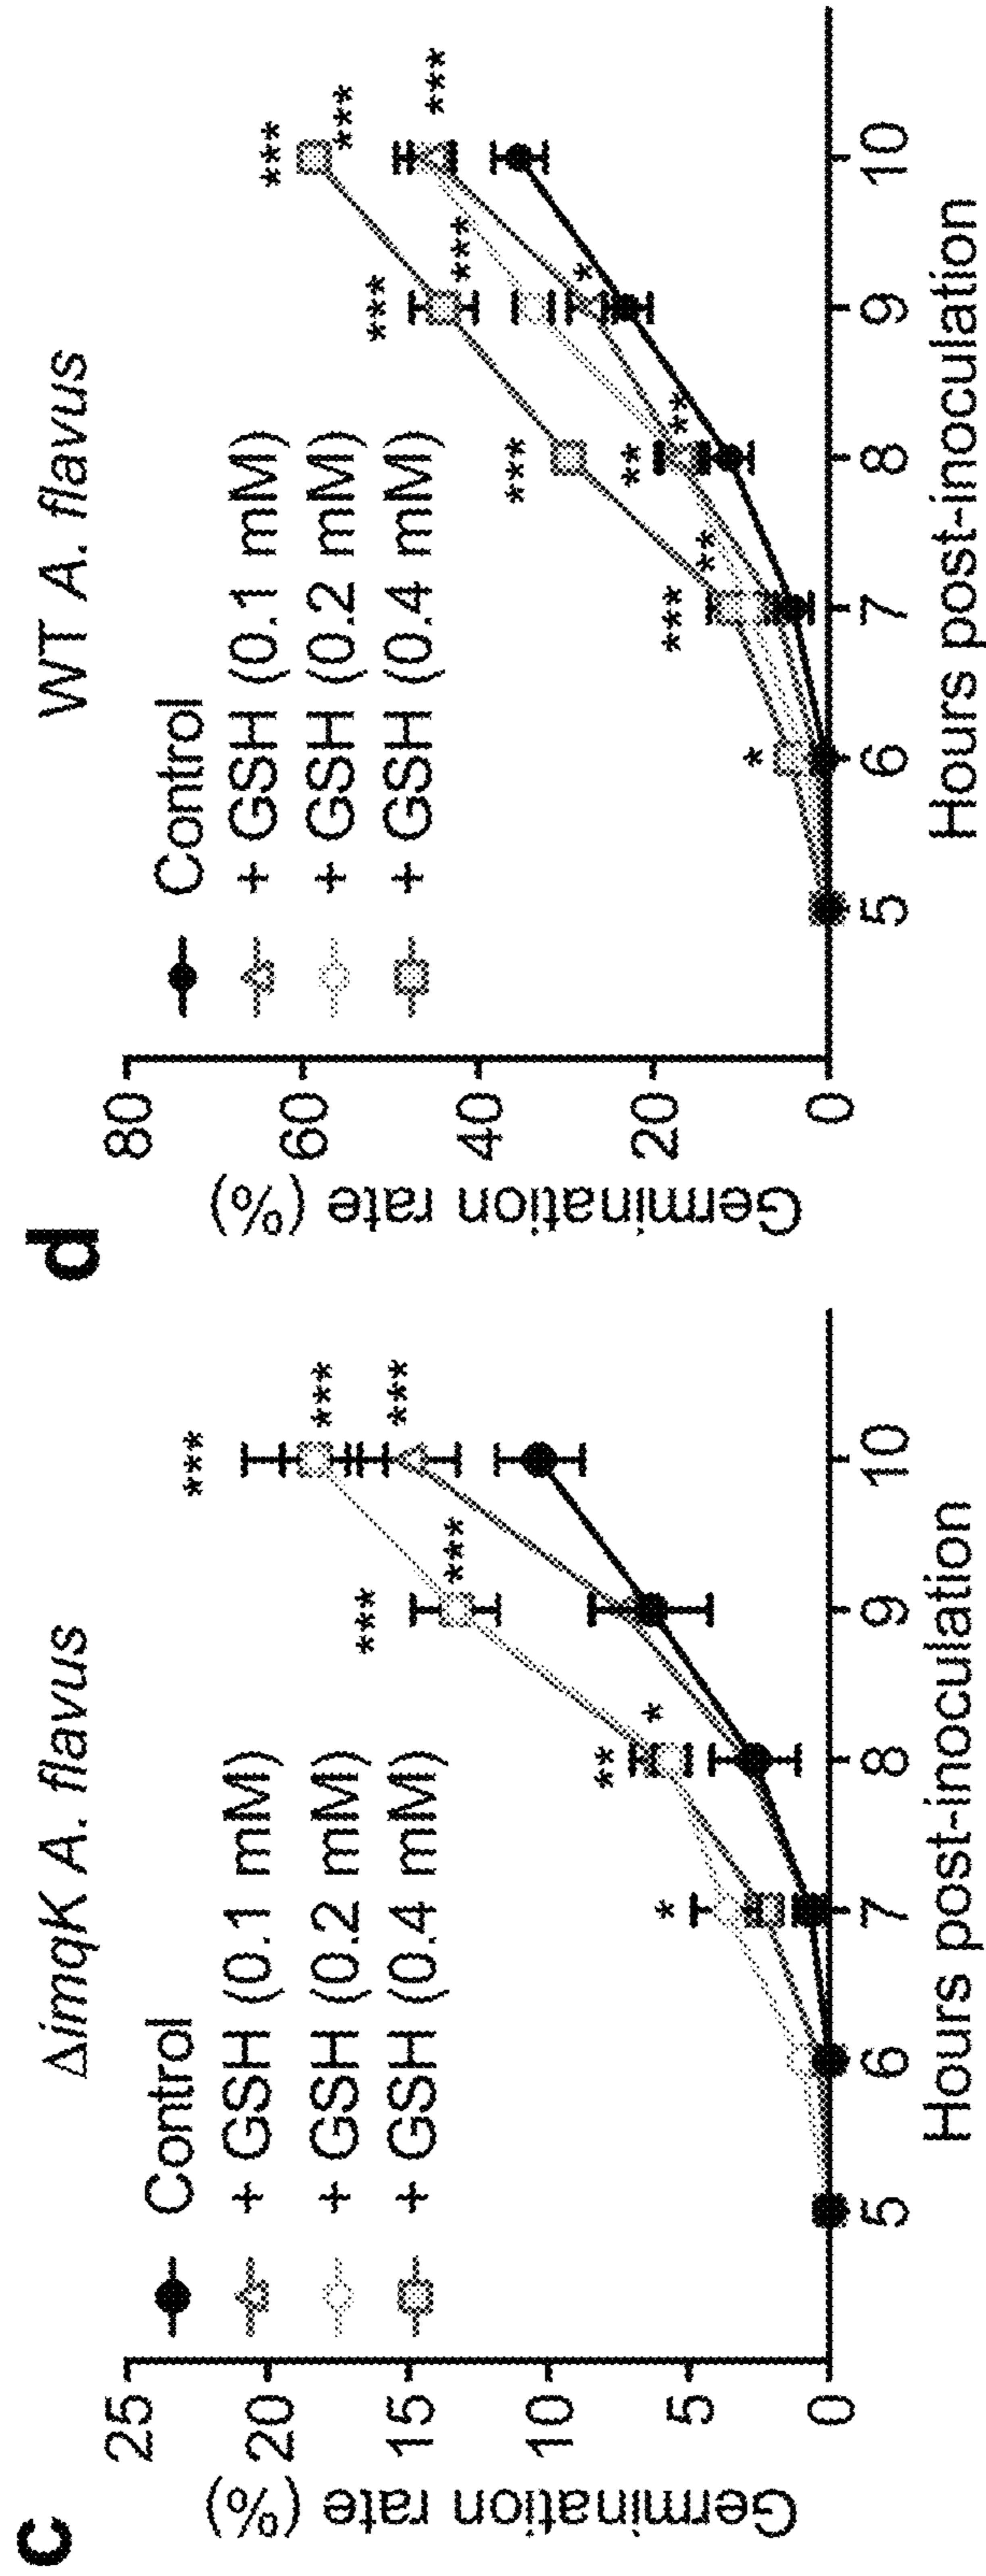 c
ΔimqK A. flavus
Control
+ GSH (0.1 mM)
+ GSH (0.2 mM)
+ GSH (0.4 mM)
Germination rate (%)
25
20
15
10
5
0
***
***
***
***
***
**
*
*
5 6 7 8 9 10
Hours post-inoculation
d
WT A. flavus
Control
+ GSH (0.1 mM)
+ GSH (0.2 mM)
+ GSH (0.4 mM)
Germination rate (%)
80
60
40
20
0
***
***
***
***
***
*
***
**
**
***
**
*
5 6 7 8 9 10
Hours post-inoculation